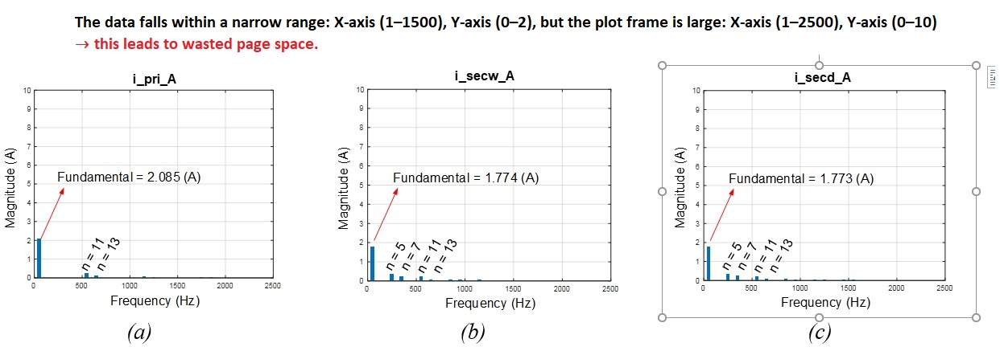 The data falls within a narrow range: X-axis (1–1500), Y-axis (0–2), but the plot frame is large: X-axis (1–2500), Y-axis (0–10)
→ this leads to wasted page space.
i_pri_A
10
9
8
7
6
5
4
3
2
1
0
Magnitude (A)
Fundamental = 2.085 (A)
n = 11
n = 13
0 500 1000 1500 2000 2500
Frequency (Hz)
(a)
i_secw_A
10
9
8
7
6
5
4
3
2
1
0
Magnitude (A)
Fundamental = 1.774 (A)
n = 5
n = 7
n = 11
n = 13
0 500 1000 1500 2000 2500
Frequency (Hz)
(b)
i_secd_A
10
9
8
7
6
5
4
3
2
1
0
Magnitude (A)
Fundamental = 1.773 (A)
n = 5
n = 7
n = 11
n = 13
0 500 1000 1500 2000 2500
Frequency (Hz)
(c)